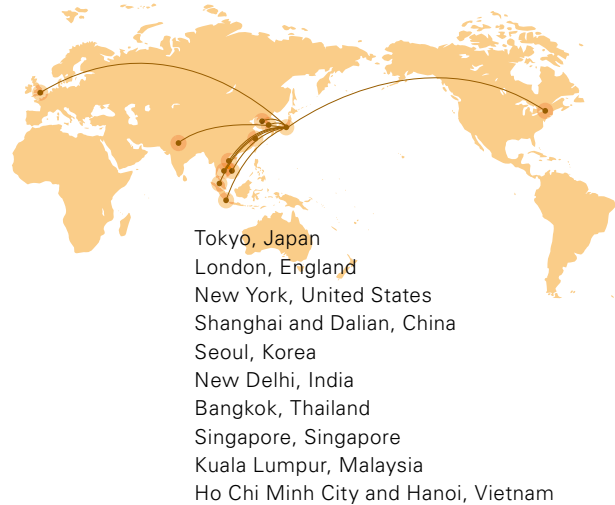 Tokyo, Japan
London, England
New York, United States
Shanghai and Dalian, China
Seoul, Korea
New Delhi, India
Bangkok, Thailand
Singapore, Singapore
Kuala Lumpur, Malaysia
Ho Chi Minh City and Hanoi, Vietnam